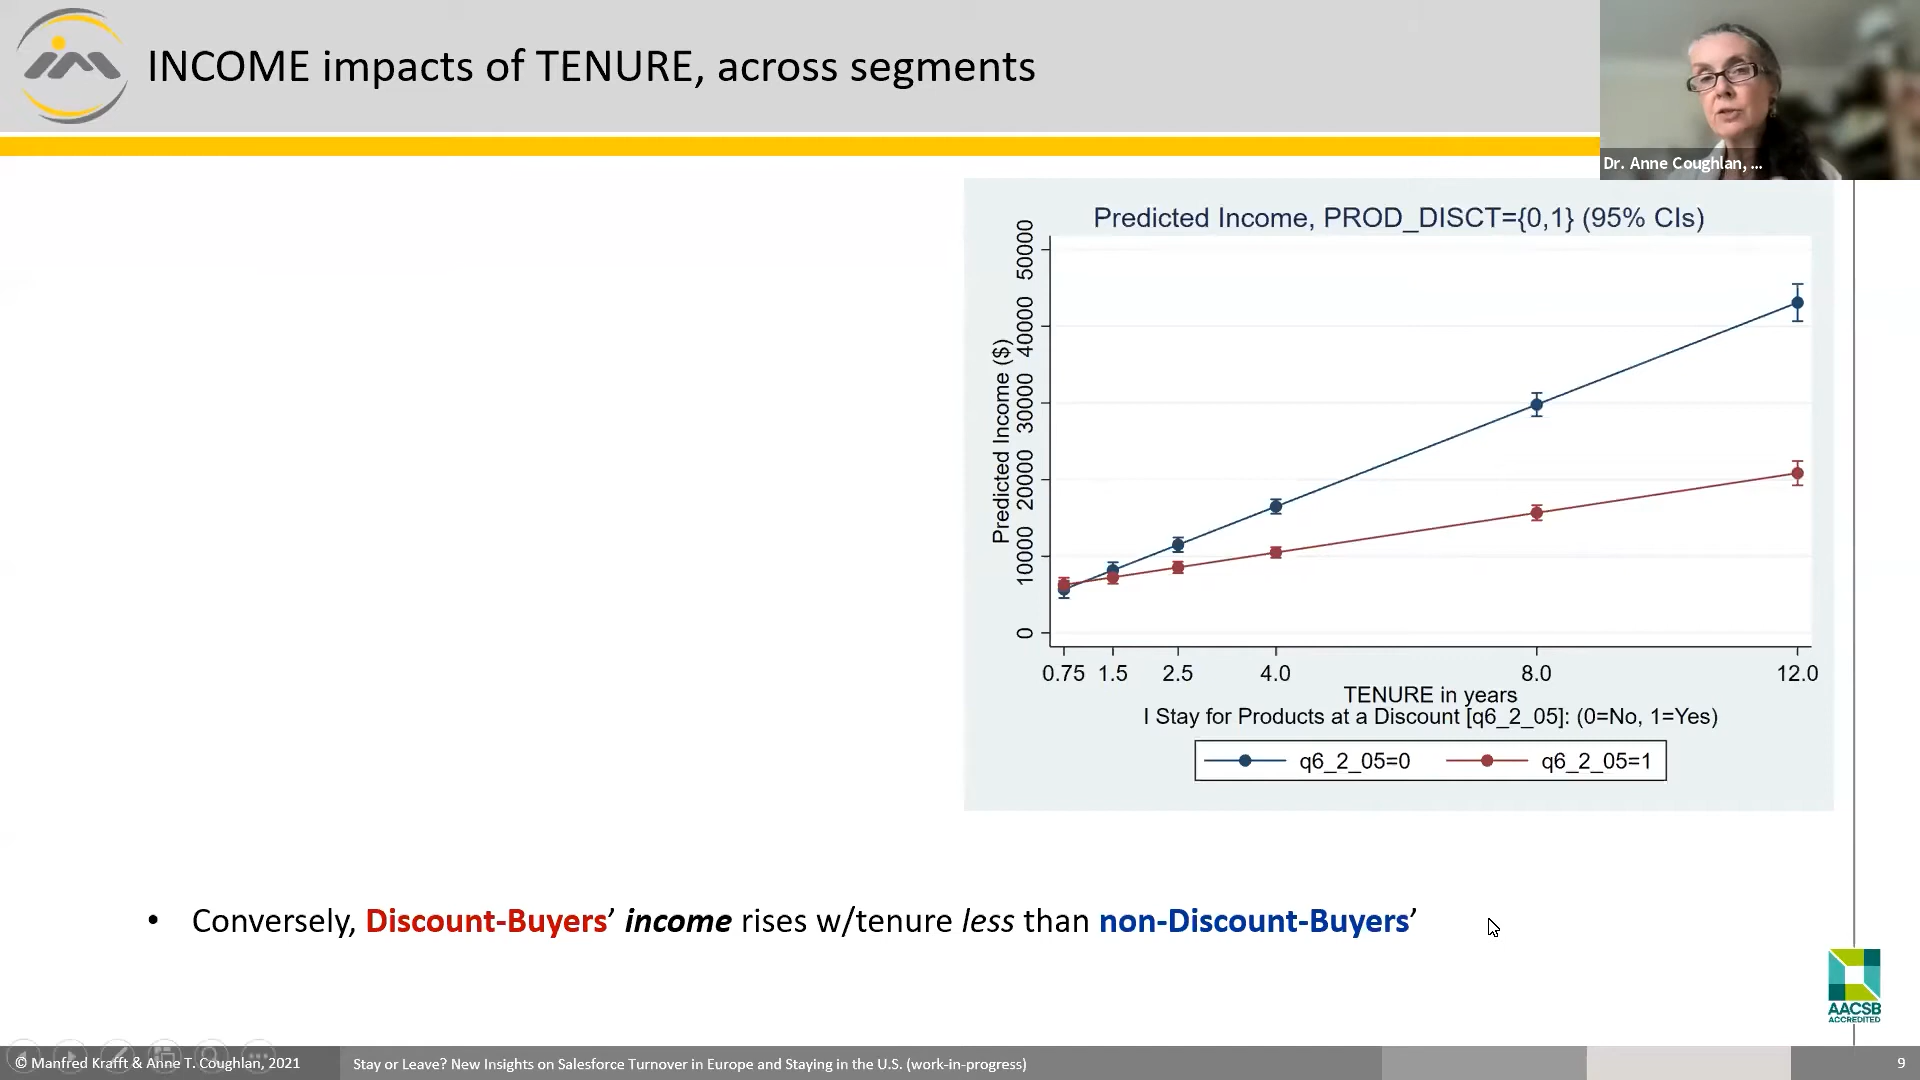 INCOME impacts of TENURE, across segments
Dr. Anne Coughlan, ...
Predicted Income, PROD_DISCT={0,1} (95% CIs)
Predicted Income ($)
50000
40000
30000
20000
10000
0
0.75 1.5 2.5 4.0 8.0 12.0
TENURE in years
I Stay for Products at a Discount [q6_2_05]: (0=No, 1=Yes)
q6_2_05=0 q6_2_05=1
• Conversely, Discount-Buyers’ income rises w/tenure less than non-Discount-Buyers’
AACSB
ACCREDITED
© Manfred Krafft & Anne T. Coughlan, 2021
Stay or Leave? New Insights on Salesforce Turnover in Europe and Staying in the U.S. (work-in-progress)
9